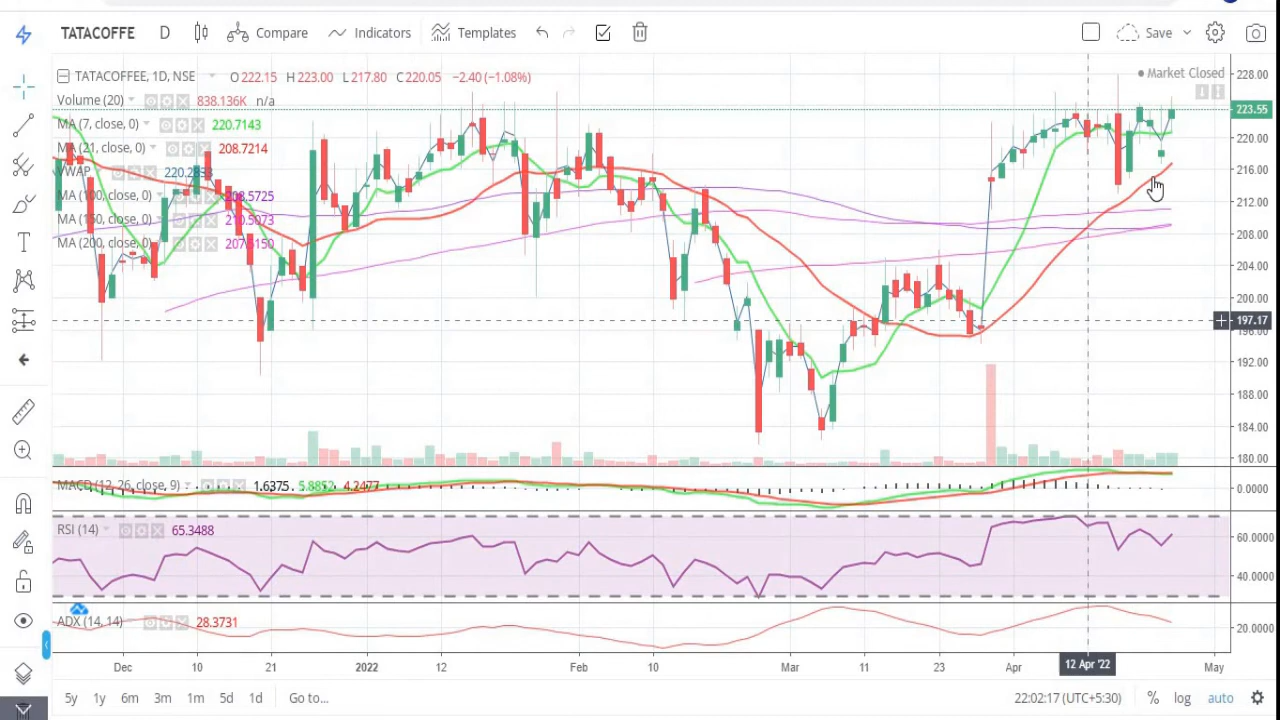 TATACOFFE D Compare Indicators Templates Save
TATACOFFEE, 1D, NSE O 222.15 H 223.00 L 217.80 C 220.05 −2.40 (−1.08%)
Market Closed
Volume (20) 838.136K n/a
MA (7, close, 0) 220.7143
MA (21, close, 0) 208.7214
VWAP
MA (100, close, 0)
MA (150, close, 0)
MA (200, close, 0)
228.00
223.55
220.00
216.00
212.00
208.00
204.00
200.00
197.17
196.00
192.00
188.00
184.00
180.00
MACD (12, 26, close, 9) 1.6375 5.8852 4.2477
0.0000
RSI (14) 65.3488
60.0000
40.0000
ADX (14, 14) 28.3731
20.0000
Dec 10 21 2022 12 Feb 10 Mar 11 23 Apr 12 Apr '22 May
5y 1y 6m 3m 1m 5d 1d Go to... 22:02:17 (UTC+5:30) % log auto